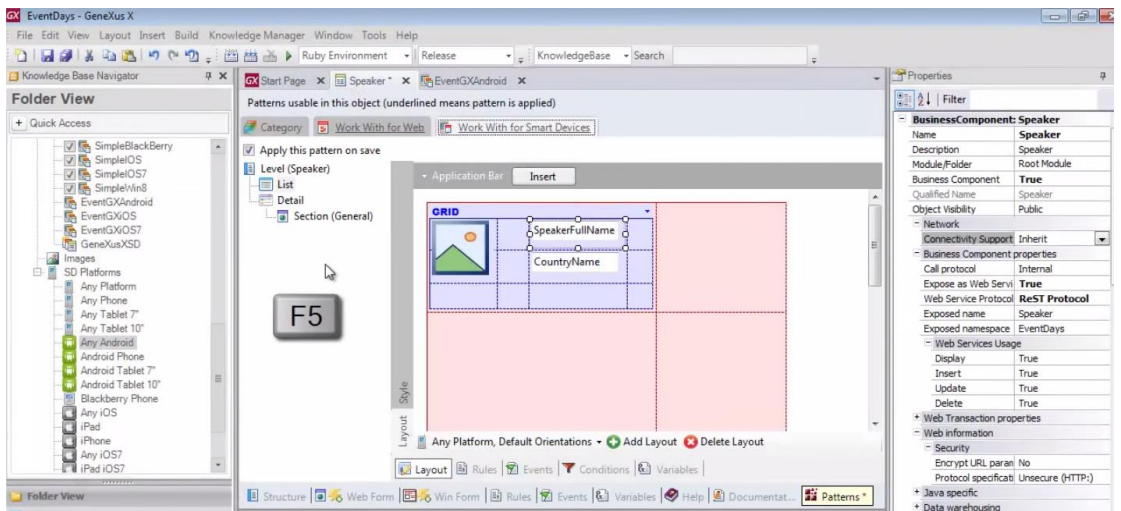 GX EventDays - GeneXus X
File Edit View Layout Insert Build Knowledge Manager Window Tools Help
Ruby Environment Release KnowledgeBase Search
Knowledge Base Navigator
GX Start Page X Speaker * X EventGXAndroid X
Properties
Folder View
Patterns usable in this object (underlined means pattern is applied)
Filter
+ Quick Access
Category Work With for Web Work With for Smart Devices
SimpleBlackBerry
SimpleIOS
SimpleIOS7
SimpleWin8
EventGXAndroid
EventGXiOS
EventGXiOS7
GeneXusXSD
Images
SD Platforms
Any Platform
Any Phone
Any Tablet 7"
Any Tablet 10"
Any Android
Android Phone
Android Tablet 7"
Android Tablet 10"
Blackberry Phone
Any iOS
iPad
iPhone
Any iOS7
iPad iOS7
Folder View
Apply this pattern on save
Level (Speaker)
List
Detail
Section (General)
F5
Application Bar Insert
GRID
SpeakerFullName
CountryName
Style
Layout
Any Platform, Default Orientations Add Layout Delete Layout
Layout Rules Events Conditions Variables
Structure Web Form Win Form Rules Events Variables Help Documentat... Patterns *
BusinessComponent: Speaker
Name Speaker
Description Speaker
Module/Folder Root Module
Business Component True
Qualified Name Speaker
Object Visibility Public
Network
Connectivity Support Inherit
Business Component properties
Call protocol Internal
Expose as Web Servi True
Web Service Protocol ReST Protocol
Exposed name Speaker
Exposed namespace EventDays
Web Services Usage
Display True
Insert True
Update True
Delete True
Web Transaction properties
Web information
Security
Encrypt URL param No
Protocol specificati Unsecure (HTTP:)
Java specific
Data warehousing